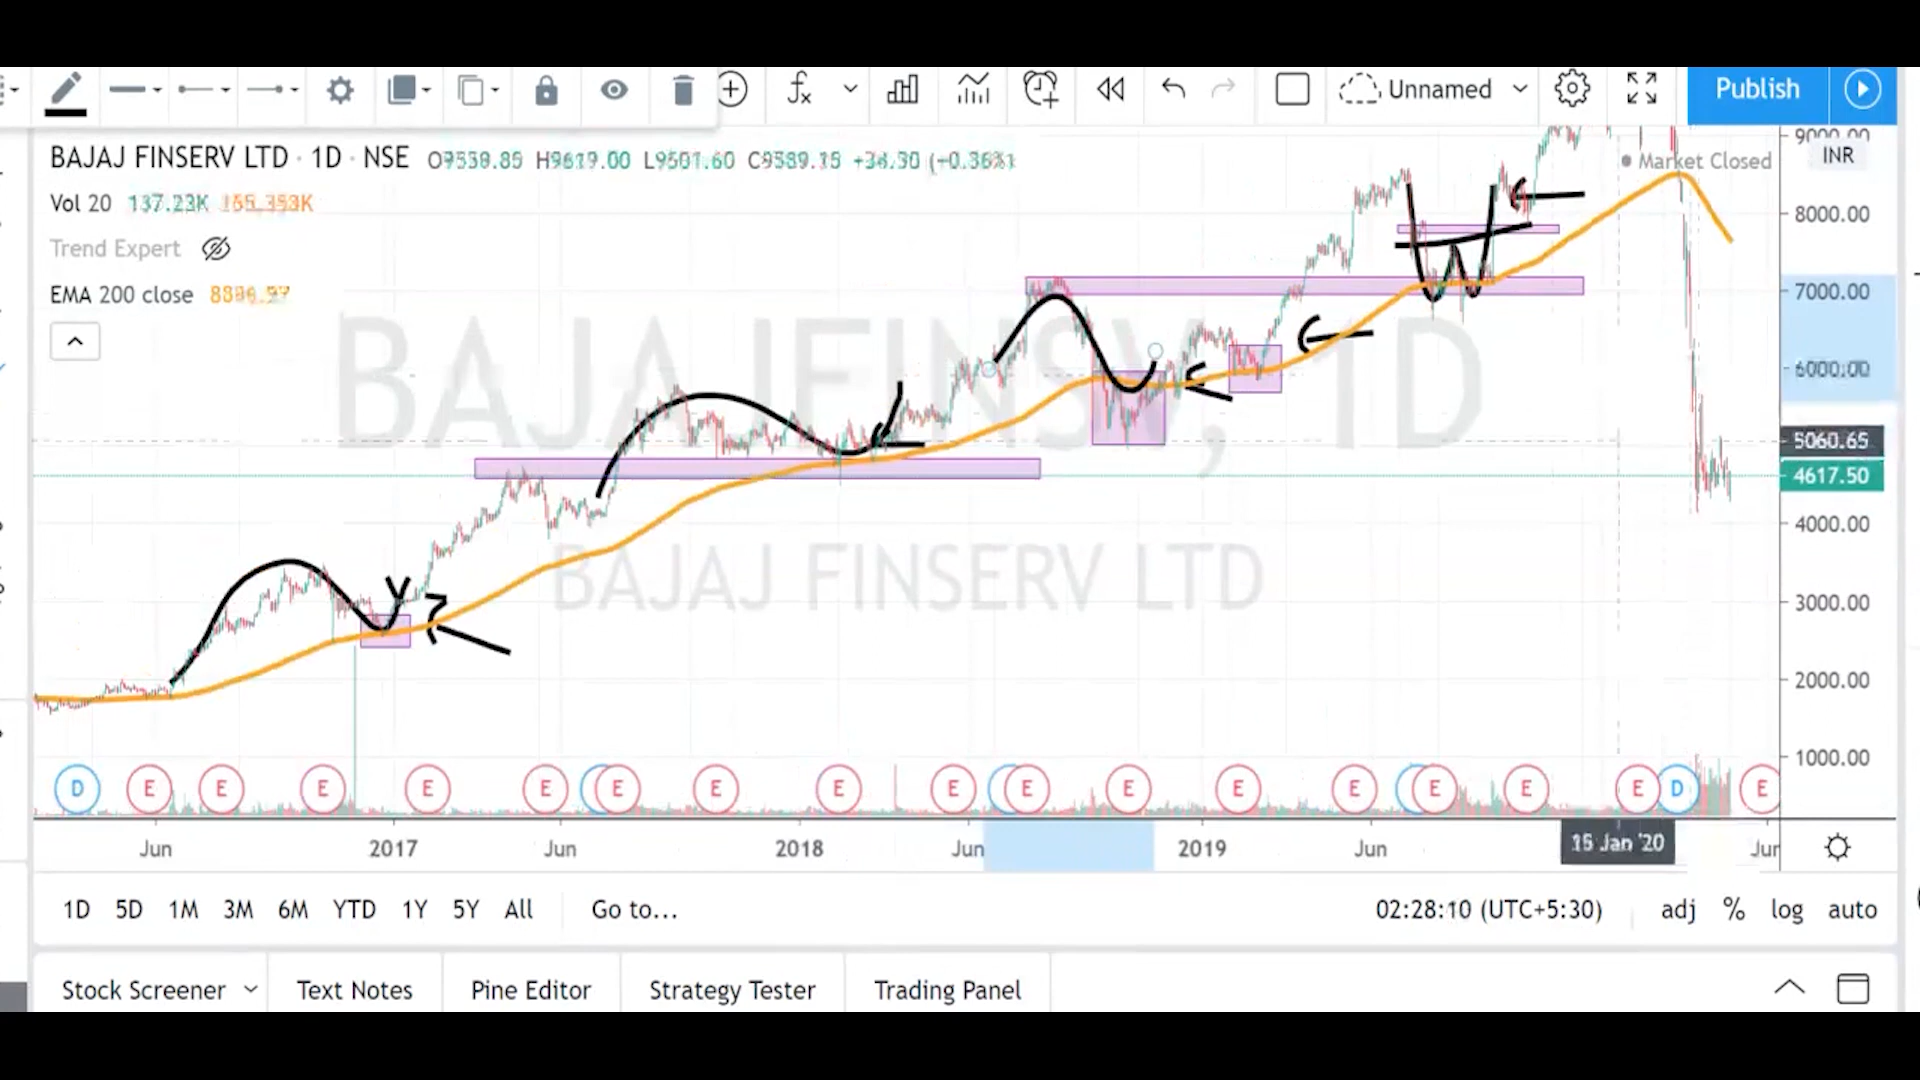 Unnamed
Publish
BAJAJ FINSERV LTD · 1D · NSE
Market Closed
INR
Vol 20
Trend Expert
EMA 200 close
BAJAJFINSV, 1D
BAJAJ FINSERV LTD
9000.00
8000.00
7000.00
6000.00
5060.65
4617.50
4000.00
3000.00
2000.00
1000.00
D E E E E E E E E E E E E E E E D E
Jun 2017 Jun 2018 Jun 2019 Jun 15 Jan '20 Jun
1D 5D 1M 3M 6M YTD 1Y 5Y All Go to... 02:28:10 (UTC+5:30) adj % log auto
Stock Screener Text Notes Pine Editor Strategy Tester Trading Panel